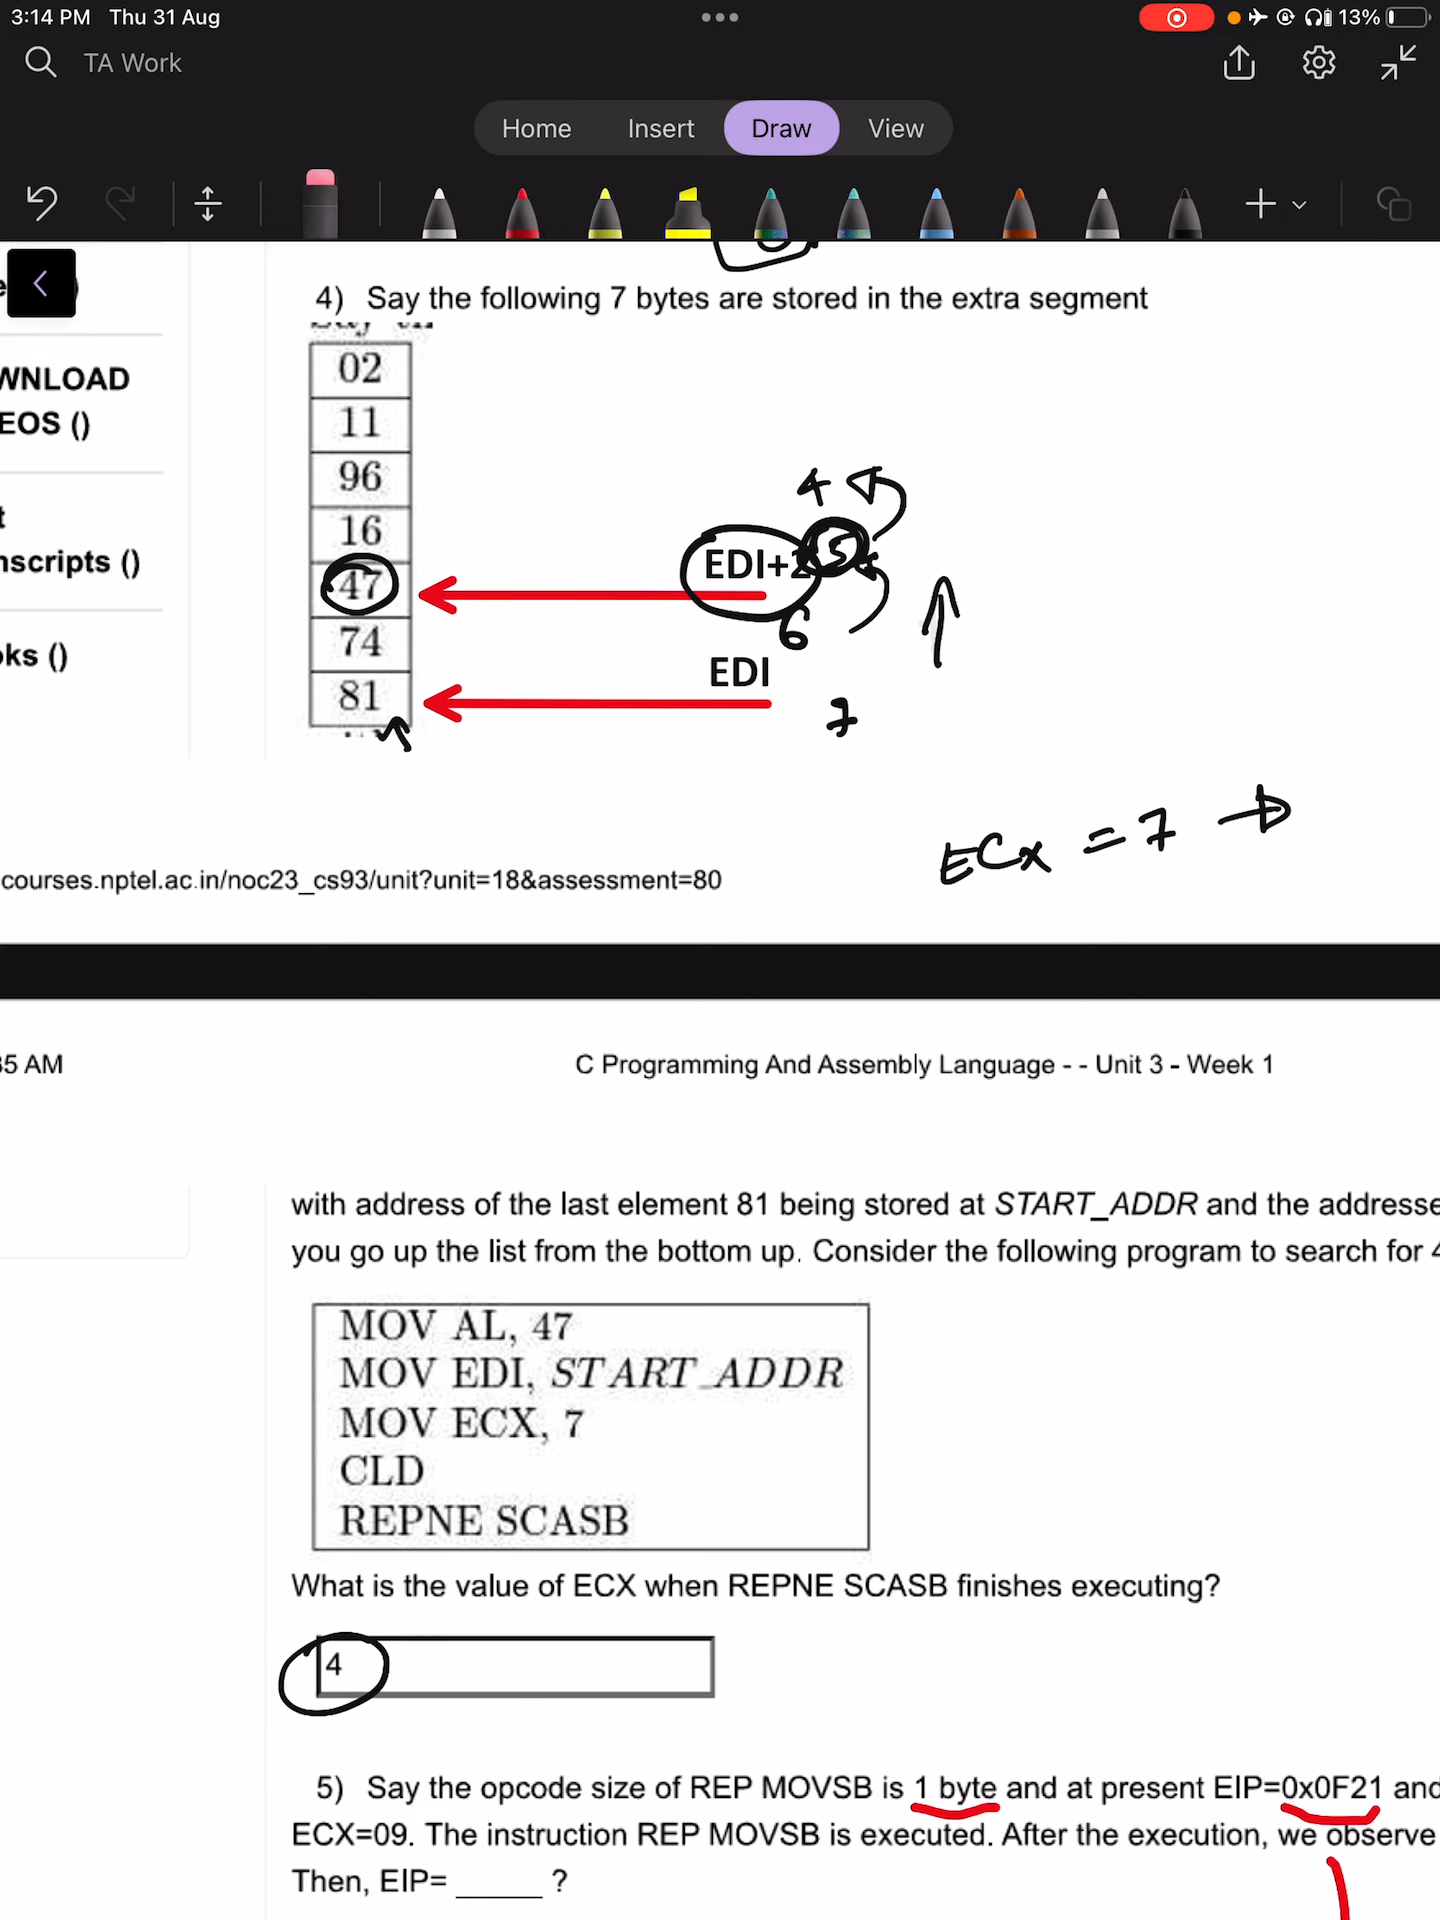 3:14 PM Thu 31 Aug
13%
TA Work
Home Insert Draw View
4) Say the following 7 bytes are stored in the extra segment
WNLOAD
EOS ()
nscripts ()
oks ()
02
11
96
16
47
74
81
4
EDI+2
5
6
EDI
7
ECX = 7 →
courses.nptel.ac.in/noc23_cs93/unit?unit=18&assessment=80
35 AM
C Programming And Assembly Language - - Unit 3 - Week 1
with address of the last element 81 being stored at START_ADDR and the addresse
you go up the list from the bottom up. Consider the following program to search for 4
MOV AL, 47
MOV EDI, START_ADDR
MOV ECX, 7
CLD
REPNE SCASB
What is the value of ECX when REPNE SCASB finishes executing?
4
5) Say the opcode size of REP MOVSB is 1 byte and at present EIP=0x0F21 and
ECX=09. The instruction REP MOVSB is executed. After the execution, we observe
Then, EIP= _____ ?